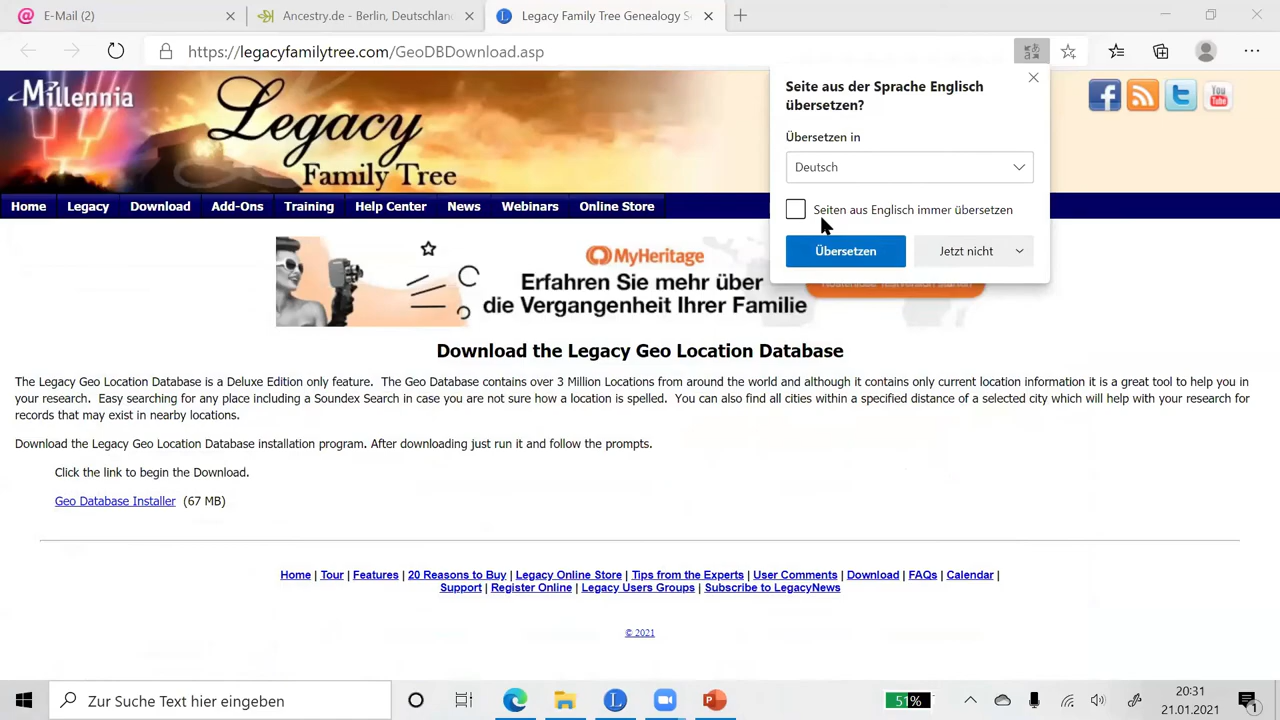 E-Mail (2)
Ancestry.de - Berlin, Deutschland
Legacy Family Tree Genealogy S
https://legacyfamilytree.com/GeoDBDownload.asp
Millennia
Legacy
Family Tree
Seite aus der Sprache Englisch
übersetzen?
Übersetzen in
Deutsch
Seiten aus Englisch immer übersetzen
Übersetzen
Jetzt nicht
You
Tube
Home
Legacy
Download
Add-Ons
Training
Help Center
News
Webinars
Online Store
MyHeritage
Erfahren Sie mehr über
die Vergangenheit Ihrer Familie
Download the Legacy Geo Location Database
The Legacy Geo Location Database is a Deluxe Edition only feature. The Geo Database contains over 3 Million Locations from around the world and although it contains only current location information it is a great tool to help you in
your research. Easy searching for any place including a Soundex Search in case you are not sure how a location is spelled. You can also find all cities within a specified distance of a selected city which will help with your research for
records that may exist in nearby locations.
Download the Legacy Geo Location Database installation program. After downloading just run it and follow the prompts.
Click the link to begin the Download.
Geo Database Installer (67 MB)
Home | Tour | Features | 20 Reasons to Buy | Legacy Online Store | Tips from the Experts | User Comments | Download | FAQs | Calendar |
Support | Register Online | Legacy Users Groups | Subscribe to LegacyNews
© 2021
Zur Suche Text hier eingeben
51%
20:31
21.01.2021
1